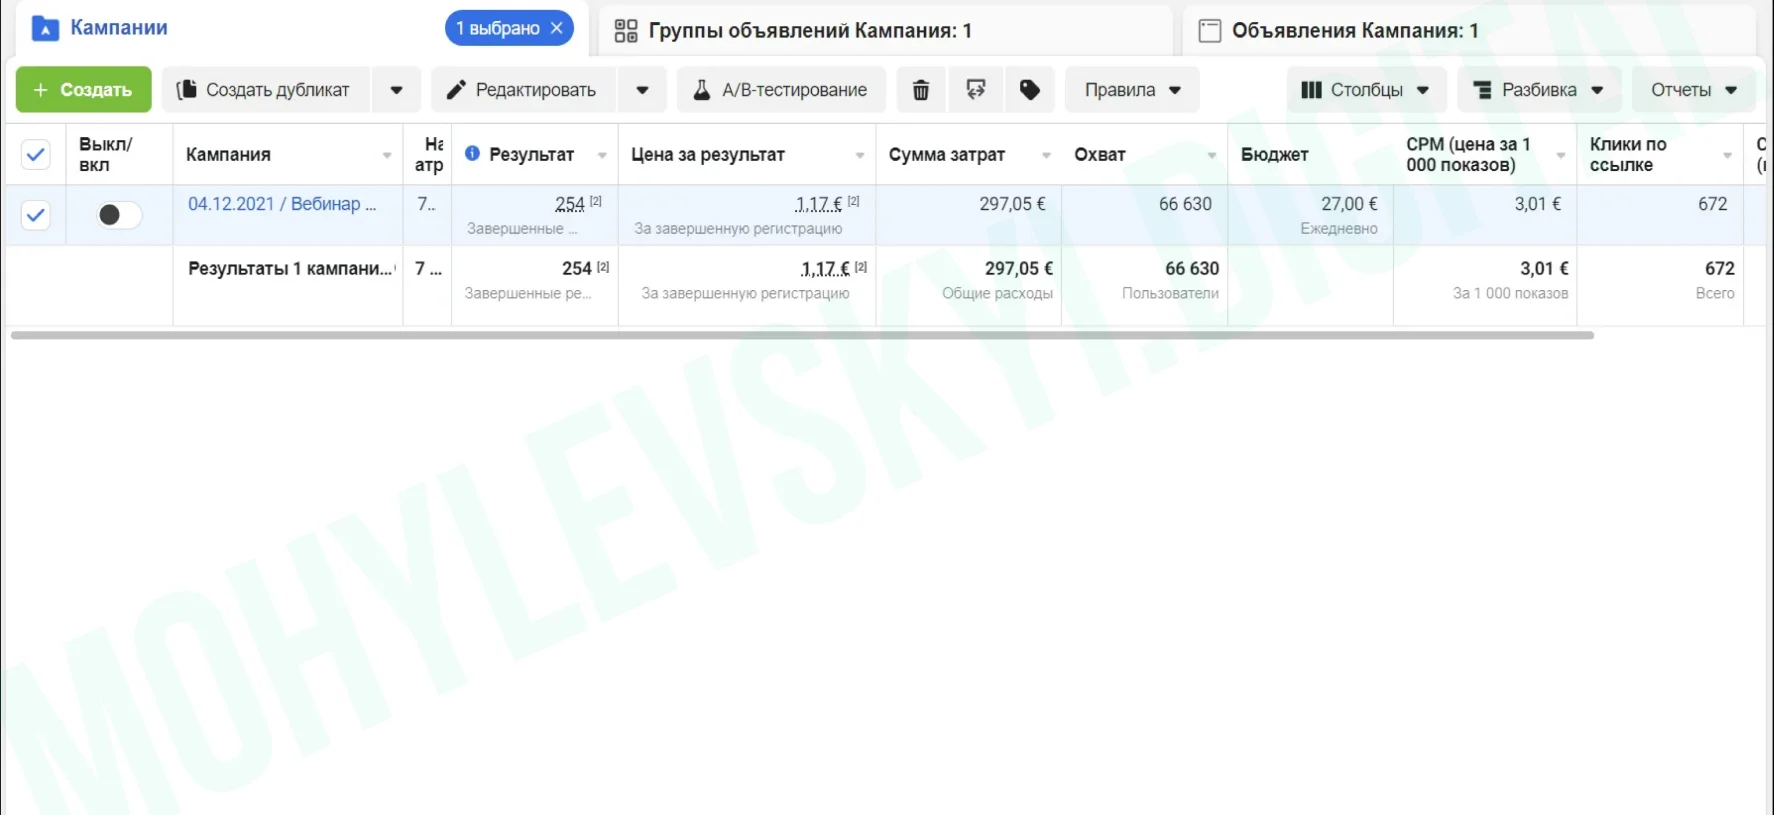 Кампании
1 выбрано
Группы объявлений Кампания: 1
Объявления Кампания: 1
+ Создать
Создать дубликат
Редактировать
A/B-тестирование
Правила
Столбцы
Разбивка
Отчеты
Выкл/
вкл
Кампания
На
атр
Результат
Цена за результат
Сумма затрат
Охват
Бюджет
CPM (цена за 1
000 показов)
Клики по
ссылке
04.12.2021 / Вебинар ...
7...
254 [2]
Завершенные ...
1,17 € [2]
За завершенную регистрацию
297,05 €
66 630
27,00 €
Ежедневно
3,01 €
672
Результаты 1 кампани...
7 ...
254 [2]
Завершенные ре...
1,17 € [2]
За завершенную регистрацию
297,05 €
Общие расходы
66 630
Пользователи
3,01 €
За 1 000 показов
672
Всего
MOHYLEVSKYI.DIGITAL